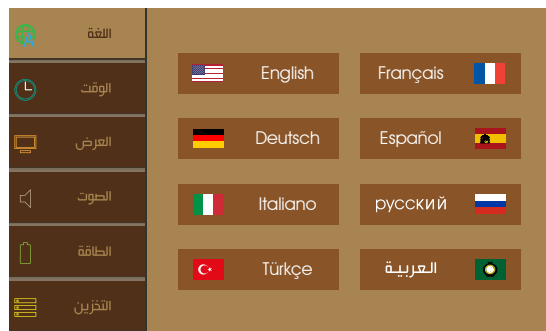 اللغة
الوقت
العرض
الصوت
الطاقة
التخزين
English
Français
Deutsch
Español
Italiano
русский
Türkçe
العربية